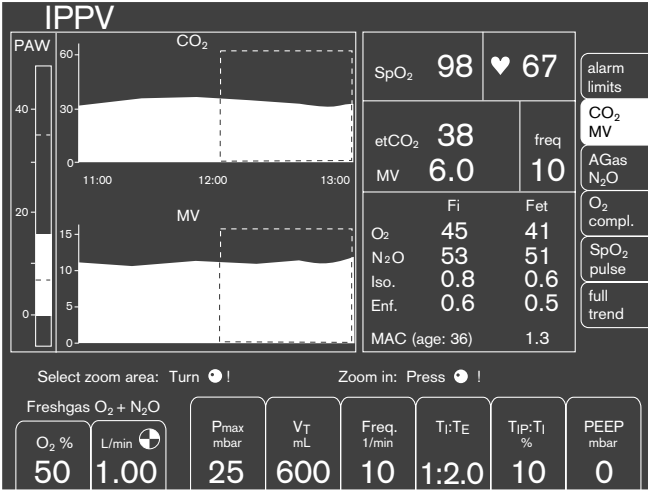 IPPV
PAW
40
20
0
CO₂
60
30
0
11:00 12:00 13:00
MV
15
10
5
0
SpO₂ 98 ♥ 67
etCO₂ 38
MV 6.0
freq
10
Fi Fet
O₂ 45 41
N₂O 53 51
Iso. 0.8 0.6
Enf. 0.6 0.5
MAC (age: 36) 1.3
alarm
limits
CO₂
MV
AGas
N₂O
O₂
compl.
SpO₂
pulse
full
trend
Select zoom area: Turn ! Zoom in: Press !
Freshgas O₂ + N₂O
O₂ %
50
L/min
1.00
Pmax
mbar
25
VT
mL
600
Freq.
1/min
10
TI:TE
1:2.0
TIP:TI
%
10
PEEP
mbar
0